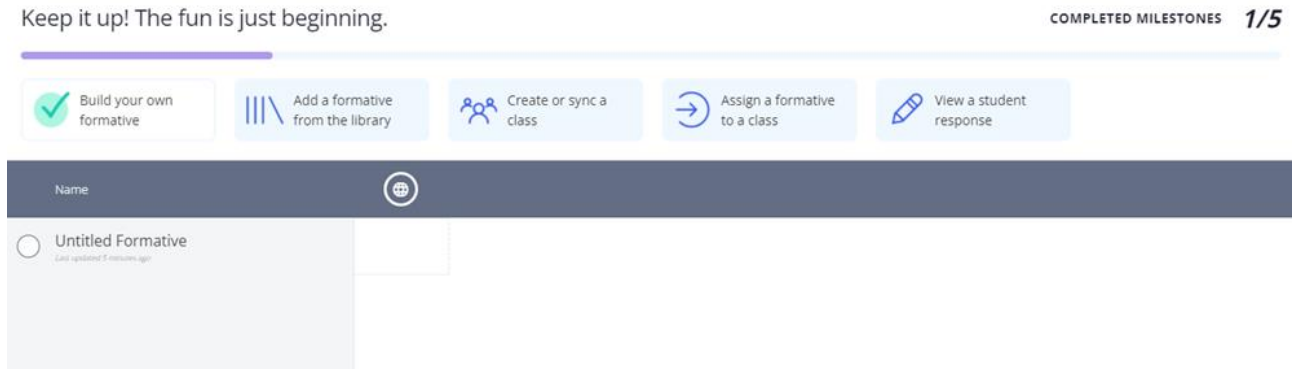 Keep it up! The fun is just beginning.
COMPLETED MILESTONES 1/5
Build your own
formative
Add a formative
from the library
Create or sync a
class
Assign a formative
to a class
View a student
response
Name
Untitled Formative
Last updated 5 minutes ago